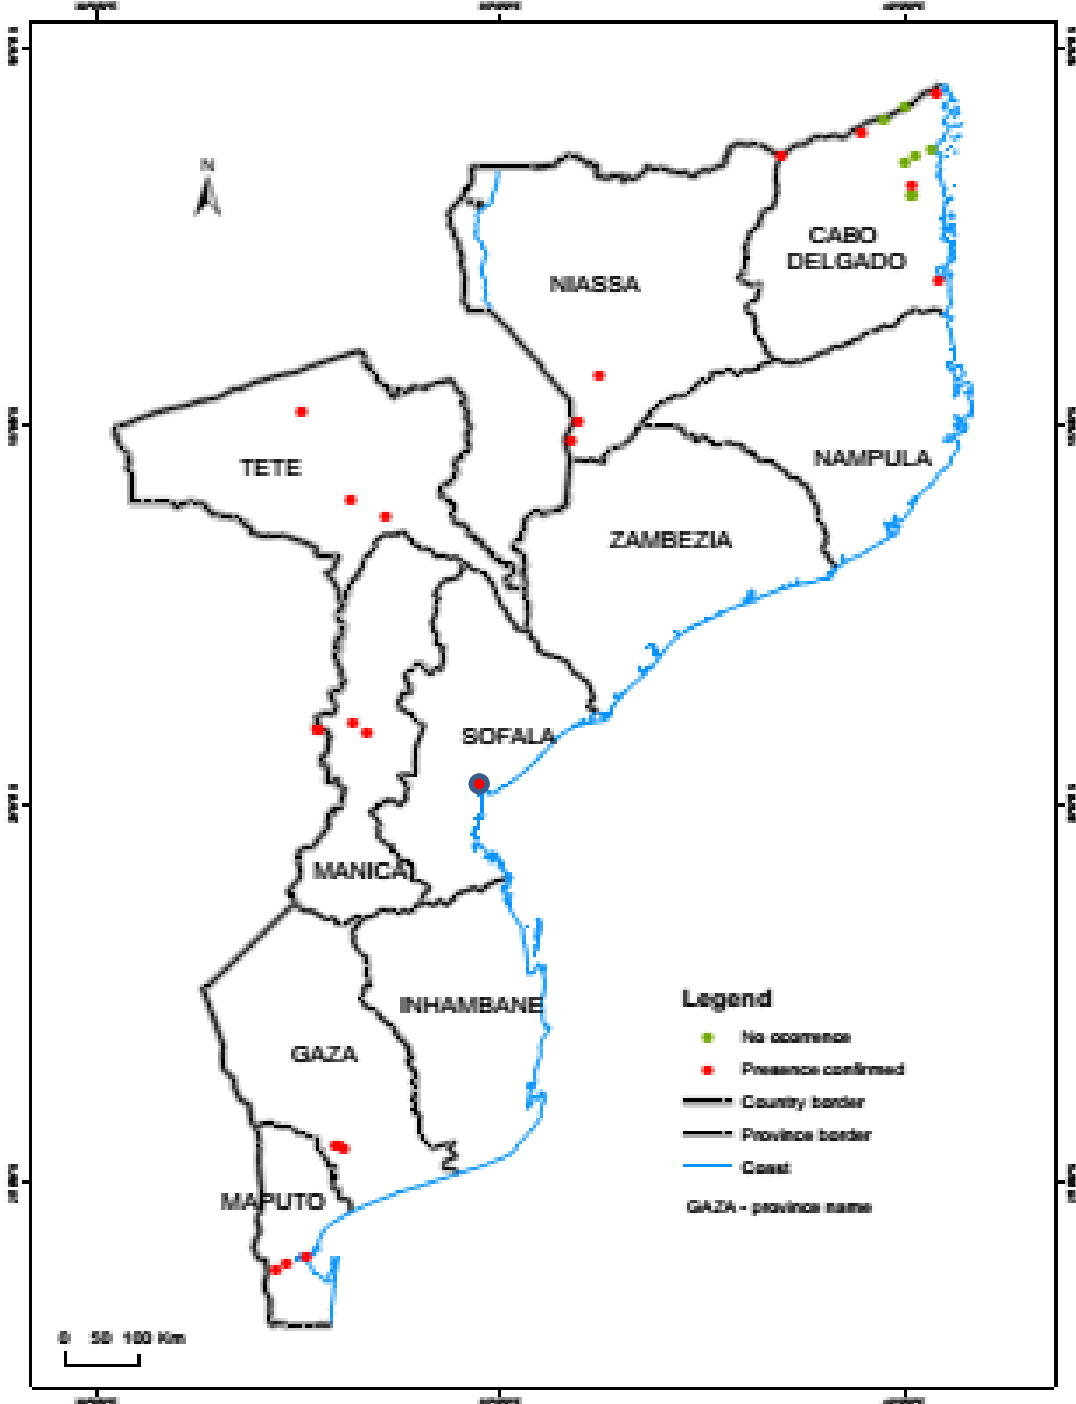 N
CABO
DELGADO
NIASSA
NAMPULA
TETE
ZAMBEZIA
SOFALA
MANICA
INHAMBANE
GAZA
MAPUTO
Legend
No ocorrence
Presence confirmed
Country border
Province border
Coast
GAZA - province name
0 50 100 Km